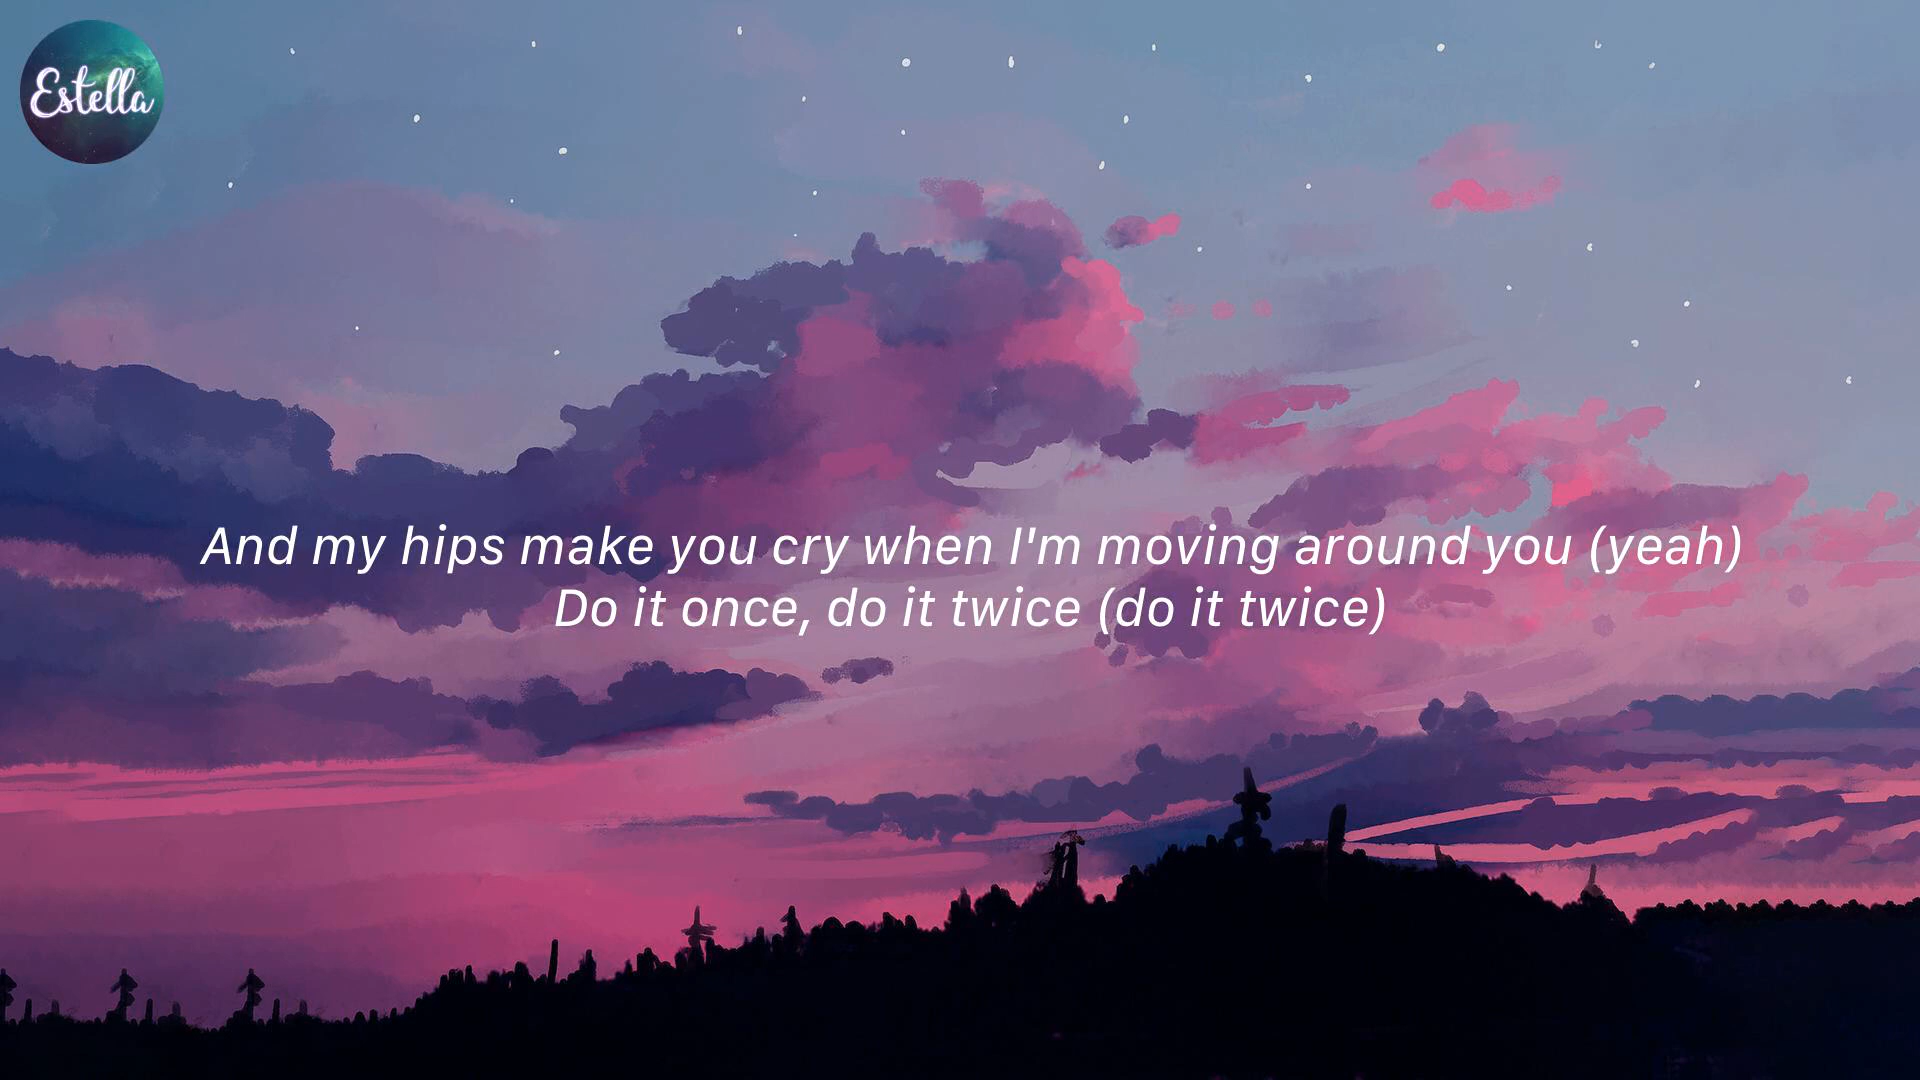 Estella
And my hips make you cry when I'm moving around you (yeah)
Do it once, do it twice (do it twice)